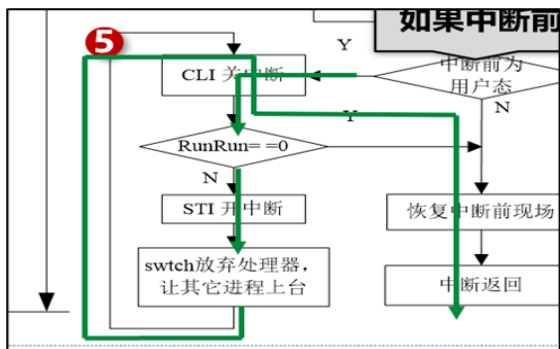 如果中断前
5
Y
CLI 关中断
中断前为
用户态
Y
N
RunRun= =0
N
STI 开中断
恢复中断前现场
swtch放弃处理器，
让其它进程上台
中断返回